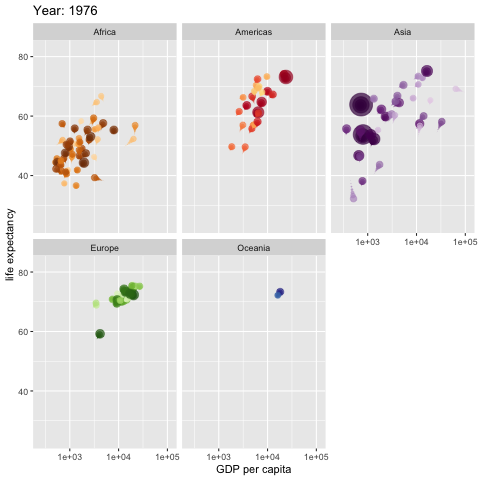 Year: 1976
Africa
Americas
Asia
80
60
40
1e+03
1e+04
1e+05
life expectancy
Europe
Oceania
80
60
40
1e+03
1e+04
1e+05
1e+03
1e+04
1e+05
GDP per capita